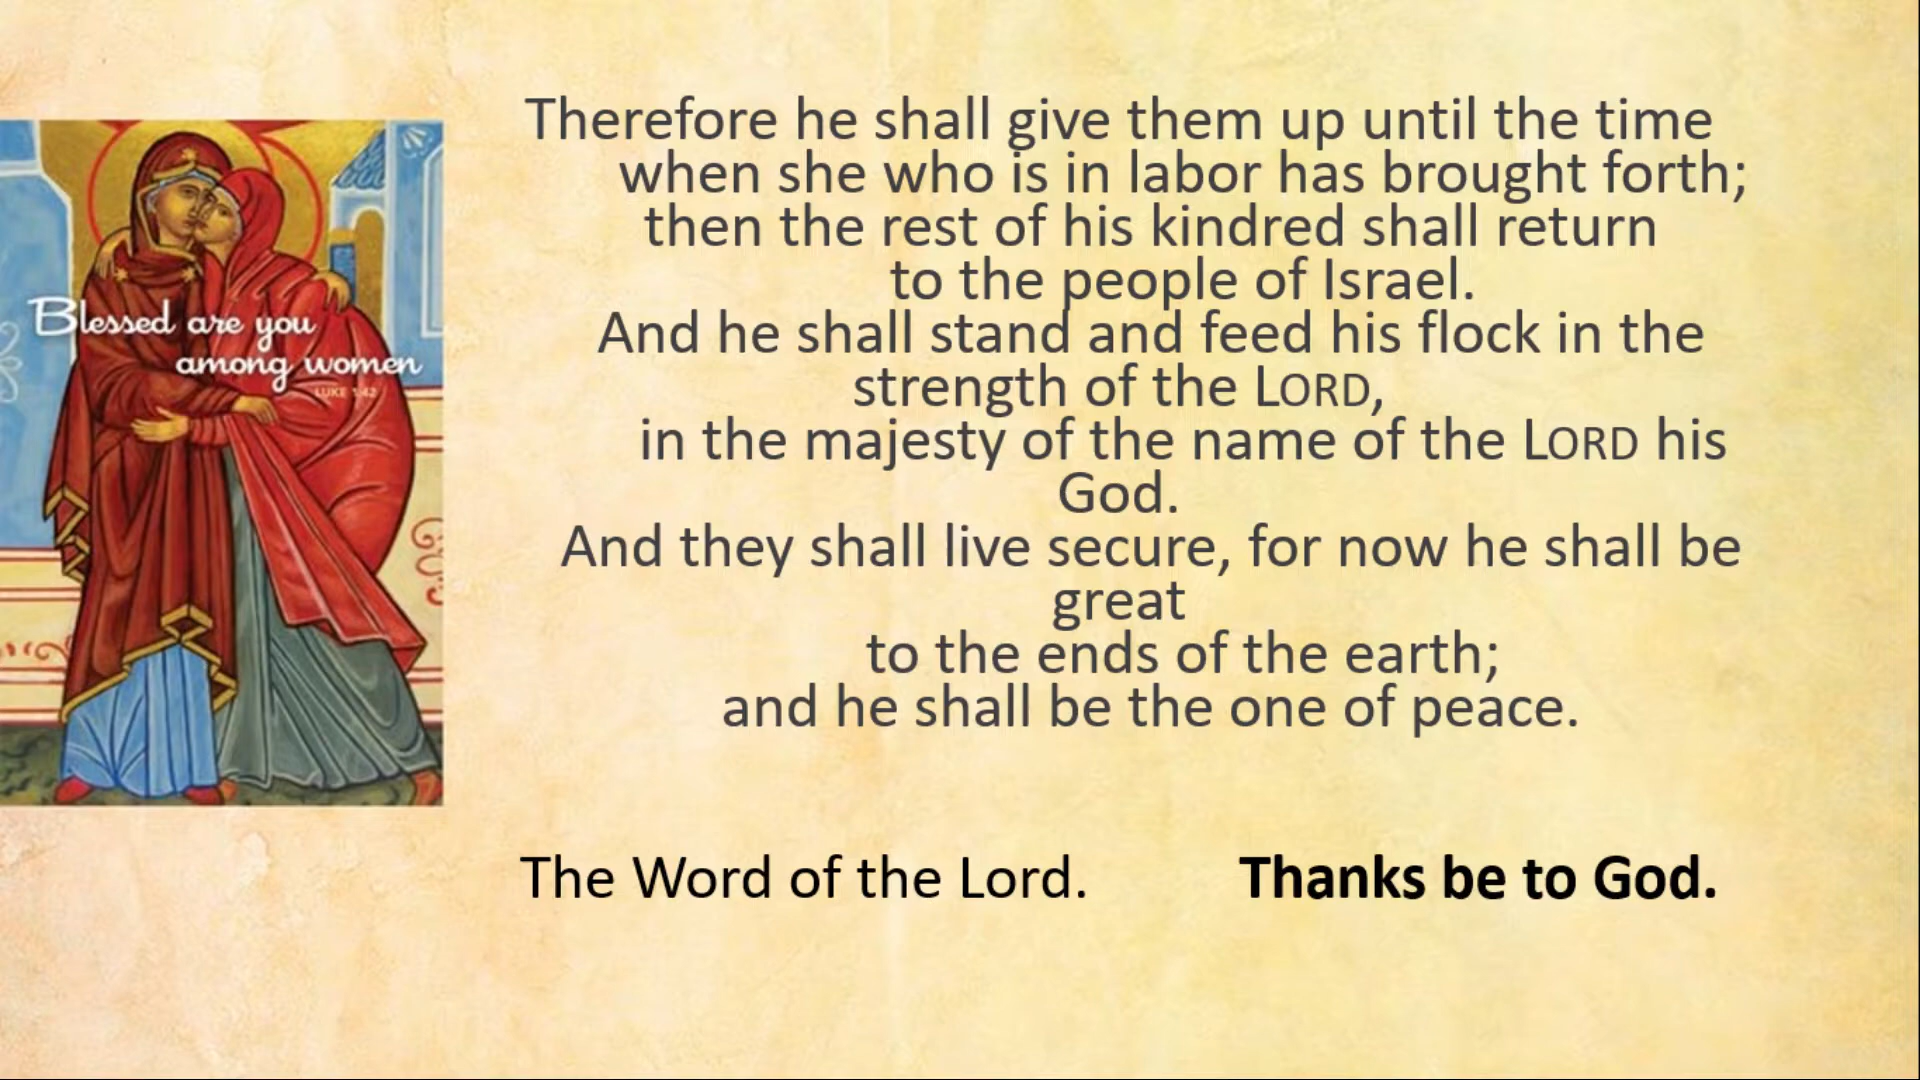 Blessed are you
among women
LUKE 1:42
Therefore he shall give them up until the time
when she who is in labor has brought forth;
then the rest of his kindred shall return
to the people of Israel.
And he shall stand and feed his flock in the
strength of the LORD,
in the majesty of the name of the LORD his
God.
And they shall live secure, for now he shall be
great
to the ends of the earth;
and he shall be the one of peace.
The Word of the Lord. Thanks be to God.